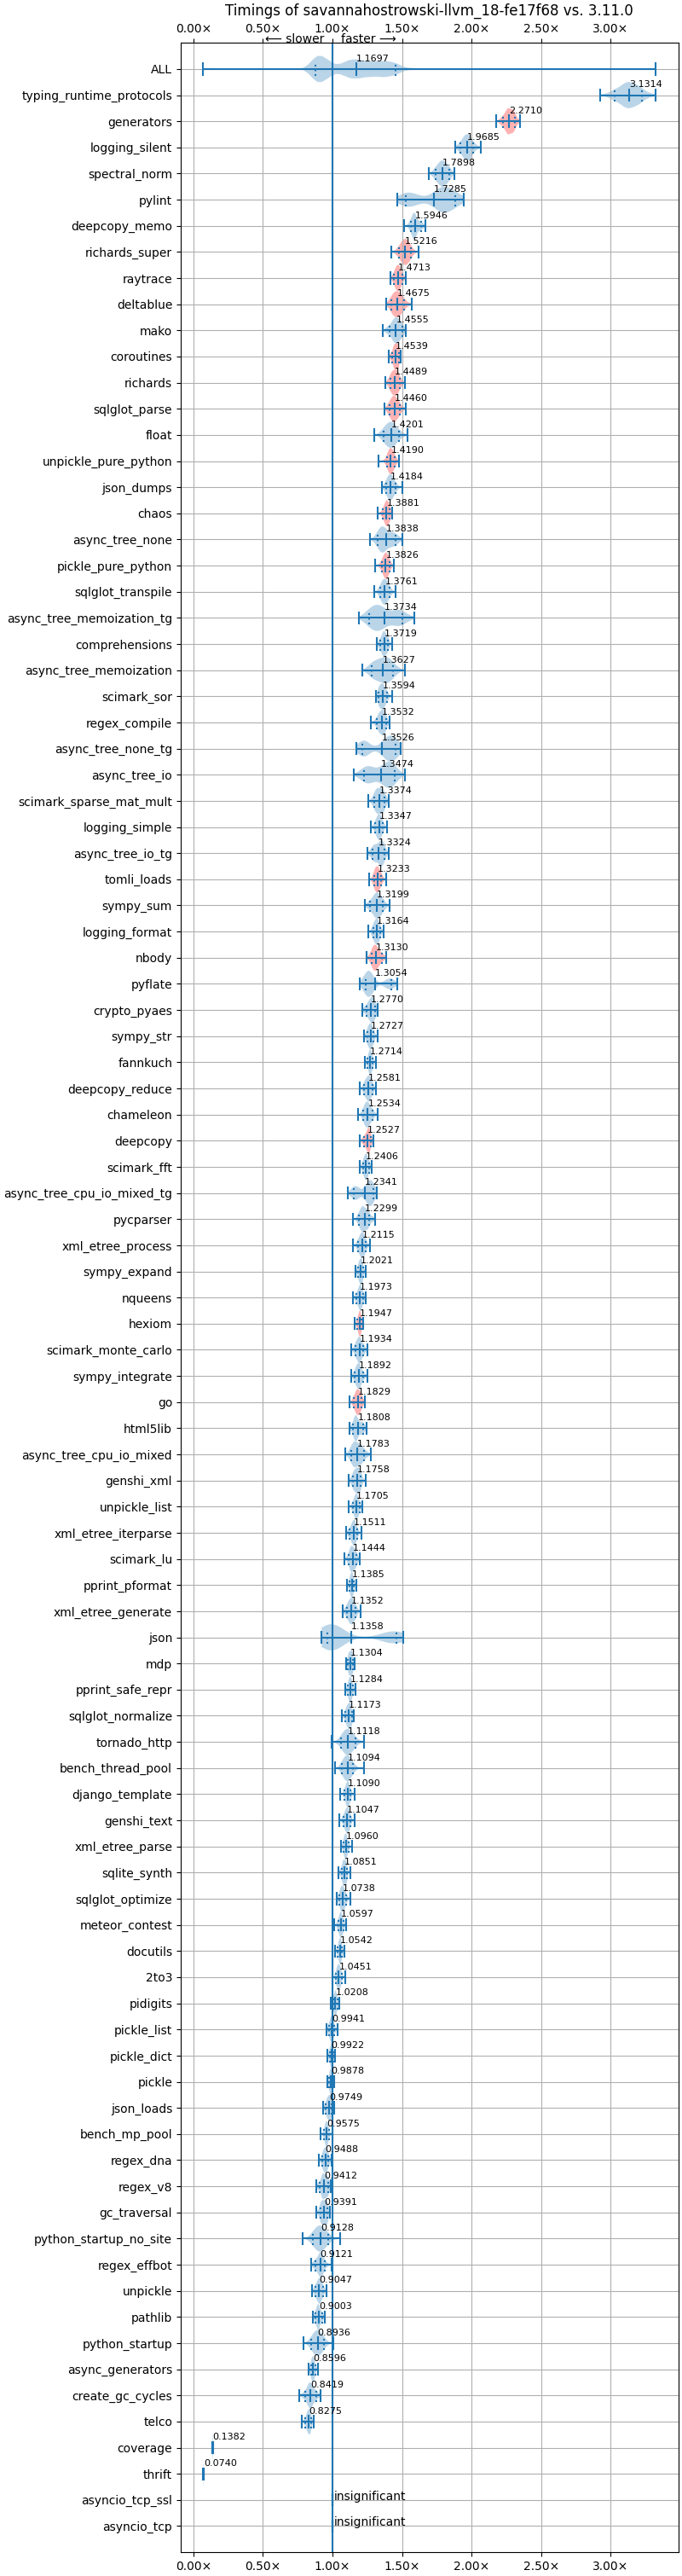 Timings of savannahostrowski-llvm_18-fe17f68 vs. 3.11.0
0.00× 0.50× 1.00× 1.50× 2.00× 2.50× 3.00×
← slower faster →
ALL 1.1697
typing_runtime_protocols 3.1314
generators 2.2710
logging_silent 1.9685
spectral_norm 1.7898
pylint 1.7285
deepcopy_memo 1.5946
richards_super 1.5216
raytrace 1.4713
deltablue 1.4675
mako 1.4555
coroutines 1.4539
richards 1.4489
sqlglot_parse 1.4460
float 1.4201
unpickle_pure_python 1.4190
json_dumps 1.4184
chaos 1.3881
async_tree_none 1.3838
pickle_pure_python 1.3826
sqlglot_transpile 1.3761
async_tree_memoization_tg 1.3734
comprehensions 1.3719
async_tree_memoization 1.3627
scimark_sor 1.3594
regex_compile 1.3532
async_tree_none_tg 1.3526
async_tree_io 1.3474
scimark_sparse_mat_mult 1.3374
logging_simple 1.3347
async_tree_io_tg 1.3324
tomli_loads 1.3233
sympy_sum 1.3199
logging_format 1.3164
nbody 1.3130
pyflate 1.3054
crypto_pyaes 1.2770
sympy_str 1.2727
fannkuch 1.2714
deepcopy_reduce 1.2581
chameleon 1.2534
deepcopy 1.2527
scimark_fft 1.2406
async_tree_cpu_io_mixed_tg 1.2341
pycparser 1.2299
xml_etree_process 1.2115
sympy_expand 1.2021
nqueens 1.1973
hexiom 1.1947
scimark_monte_carlo 1.1934
sympy_integrate 1.1892
go 1.1829
html5lib 1.1808
async_tree_cpu_io_mixed 1.1783
genshi_xml 1.1758
unpickle_list 1.1705
xml_etree_iterparse 1.1511
scimark_lu 1.1444
pprint_pformat 1.1385
xml_etree_generate 1.1352
json 1.1358
mdp 1.1304
pprint_safe_repr 1.1284
sqlglot_normalize 1.1173
tornado_http 1.1118
bench_thread_pool 1.1094
django_template 1.1090
genshi_text 1.1047
xml_etree_parse 1.0960
sqlite_synth 1.0851
sqlglot_optimize 1.0738
meteor_contest 1.0597
docutils 1.0542
2to3 1.0451
pidigits 1.0208
pickle_list 0.9941
pickle_dict 0.9922
pickle 0.9878
json_loads 0.9749
bench_mp_pool 0.9575
regex_dna 0.9488
regex_v8 0.9412
gc_traversal 0.9391
python_startup_no_site 0.9128
regex_effbot 0.9121
unpickle 0.9047
pathlib 0.9003
python_startup 0.8936
async_generators 0.8596
create_gc_cycles 0.8419
telco 0.8275
coverage 0.1382
thrift 0.0740
asyncio_tcp_ssl insignificant
asyncio_tcp insignificant
0.00× 0.50× 1.00× 1.50× 2.00× 2.50× 3.00×